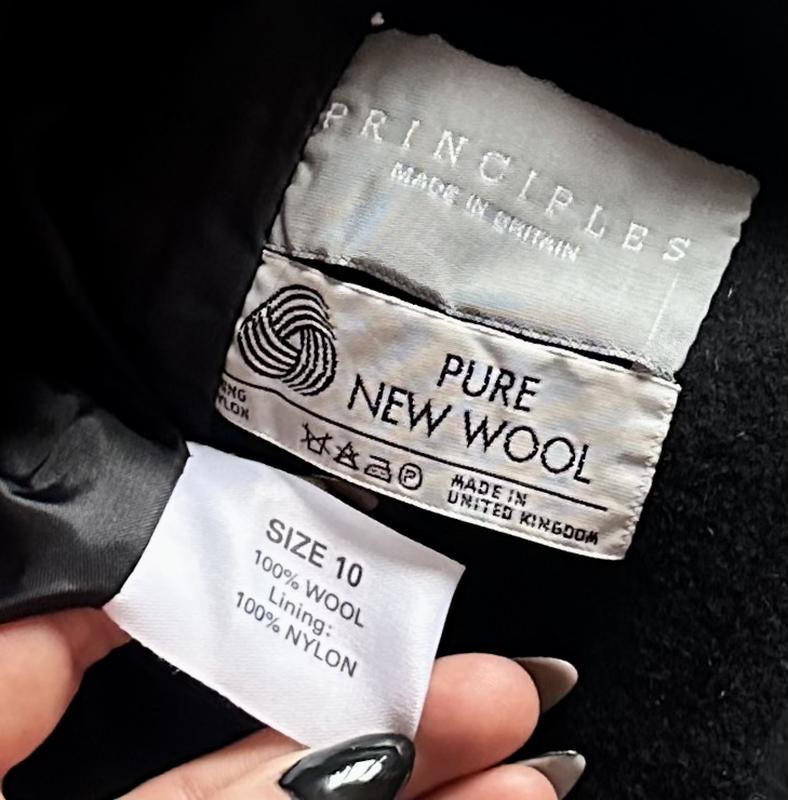 PRINCIPLES
MADE IN BRITAIN
PURE
NEW WOOL
P
MADE IN
UNITED KINGDOM
SIZE 10
100% WOOL
Lining:
100% NYLON